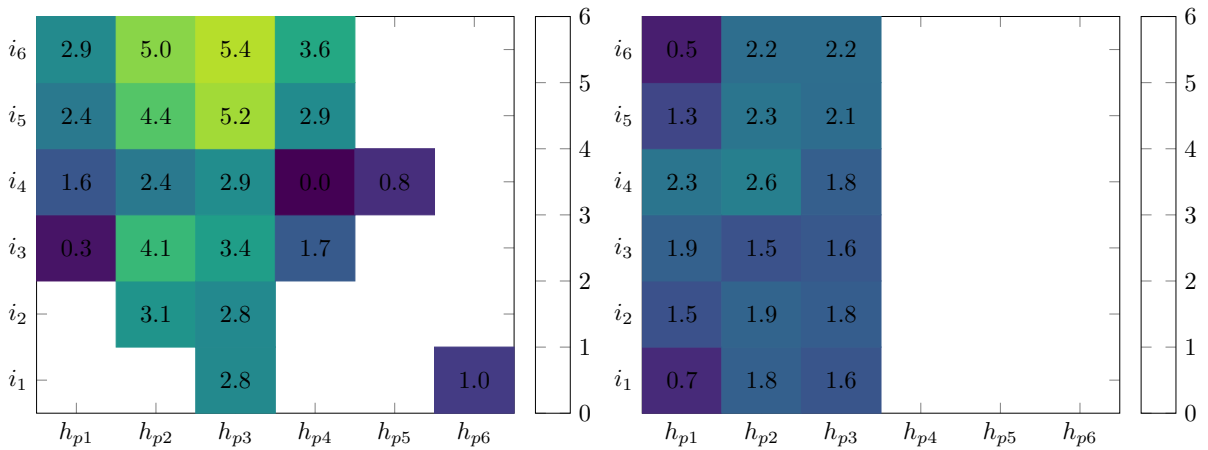 i6 2.9 5.0 5.4 3.6
i5 2.4 4.4 5.2 2.9
i4 1.6 2.4 2.9 0.0 0.8
i3 0.3 4.1 3.4 1.7
i2 3.1 2.8
i1 2.8 1.0
hp1 hp2 hp3 hp4 hp5 hp6
6
5
4
3
2
1
0
i6 0.5 2.2 2.2
i5 1.3 2.3 2.1
i4 2.3 2.6 1.8
i3 1.9 1.5 1.6
i2 1.5 1.9 1.8
i1 0.7 1.8 1.6
hp1 hp2 hp3 hp4 hp5 hp6
6
5
4
3
2
1
0